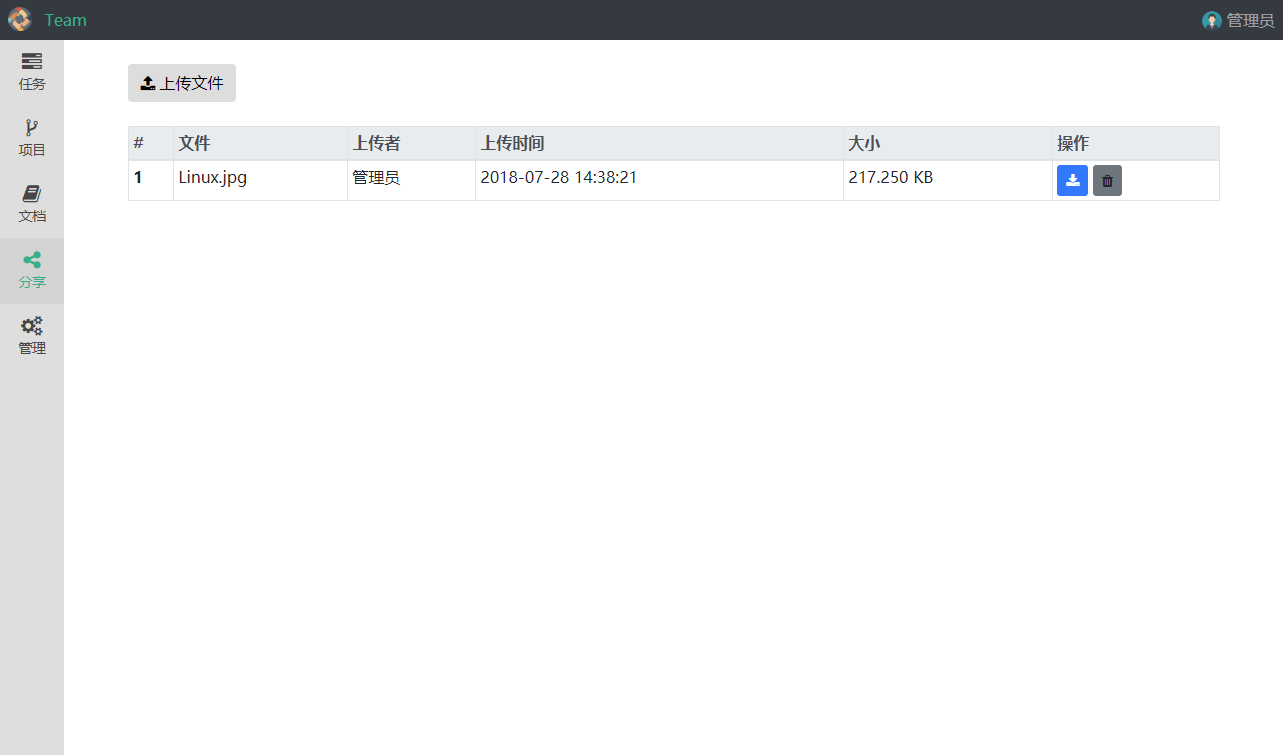 Team
管理员
任务
项目
文档
分享
管理
上传文件
# 文件 上传者 上传时间 大小 操作
1 Linux.jpg 管理员 2018-07-28 14:38:21 217.250 KB